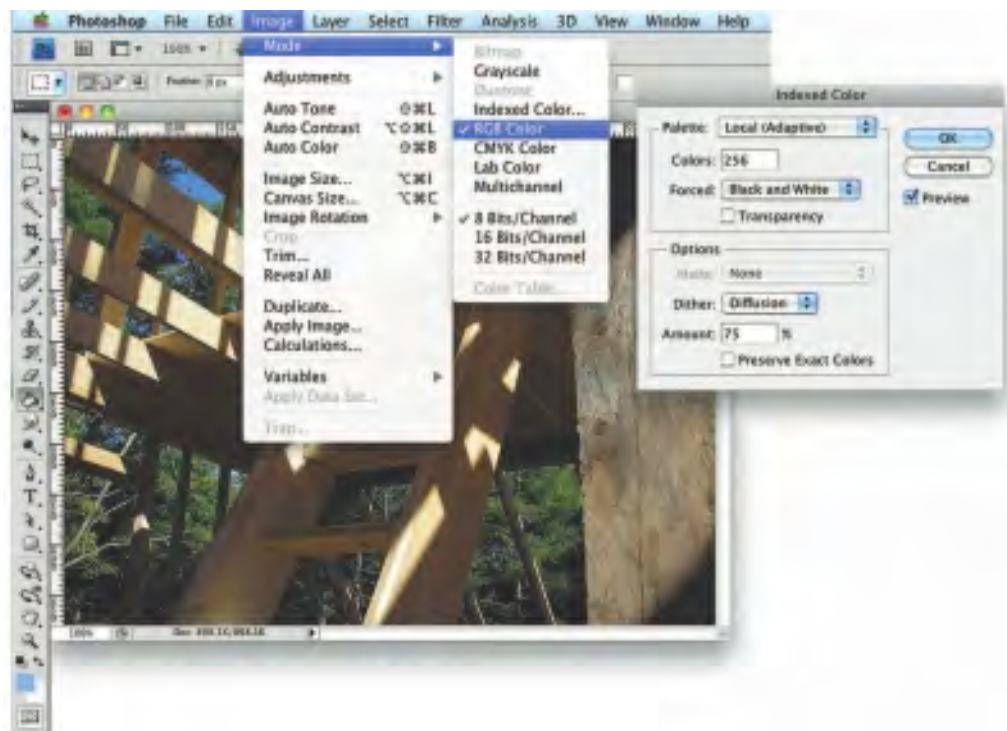 Photoshop File Edit Image Layer Select Filter Analysis 3D View Window Help
100%
Feather: 0 px
Mode
Adjustments
Auto Tone ⇧⌘L
Auto Contrast ⌥⇧⌘L
Auto Color ⇧⌘B
Image Size... ⌥⌘I
Canvas Size... ⌥⌘C
Image Rotation
Crop
Trim...
Reveal All
Duplicate...
Apply Image...
Calculations...
Variables
Apply Data Set...
Trap...
Bitmap
Grayscale
Duotone
Indexed Color...
✓ RGB Color
CMYK Color
Lab Color
Multichannel
✓ 8 Bits/Channel
16 Bits/Channel
32 Bits/Channel
Color Table...
Indexed Color
Palette: Local (Adaptive)
Colors: 256
Forced: Black and White
Transparency
Options
Matte: None
Dither: Diffusion
Amount: 75 %
Preserve Exact Colors
OK
Cancel
Preview
100%